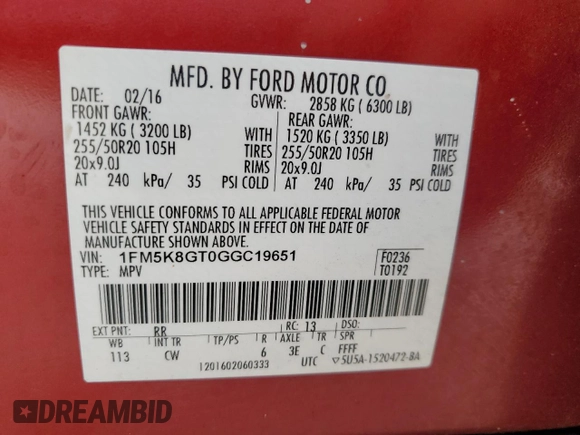 MFD. BY FORD MOTOR CO.
DATE: 02/16 GVWR: 2858 KG ( 6300 LB)
FRONT GAWR: REAR GAWR:
1452 KG ( 3200 LB) WITH 1520 KG ( 3350 LB) WITH
255/50R20 105H TIRES 255/50R20 105H TIRES
20x9.0J RIMS 20x9.0J RIMS
AT 240 kPa/ 35 PSI COLD AT 240 kPa/ 35 PSI COLD
THIS VEHICLE CONFORMS TO ALL APPLICABLE FEDERAL MOTOR
VEHICLE SAFETY STANDARDS IN EFFECT ON THE DATE OF
MANUFACTURE SHOWN ABOVE.
VIN: 1FM5K8GT0GGC19651 F0236
TYPE: MPV T0192
EXT PNT: RR RC: 13 DSO:
WB INT TR TP/PS R AXLE TR SPR
113 CW 6 3E C FFFF
1201602060333 UTC ▽5U5A-1520472-BA
DREAMBID